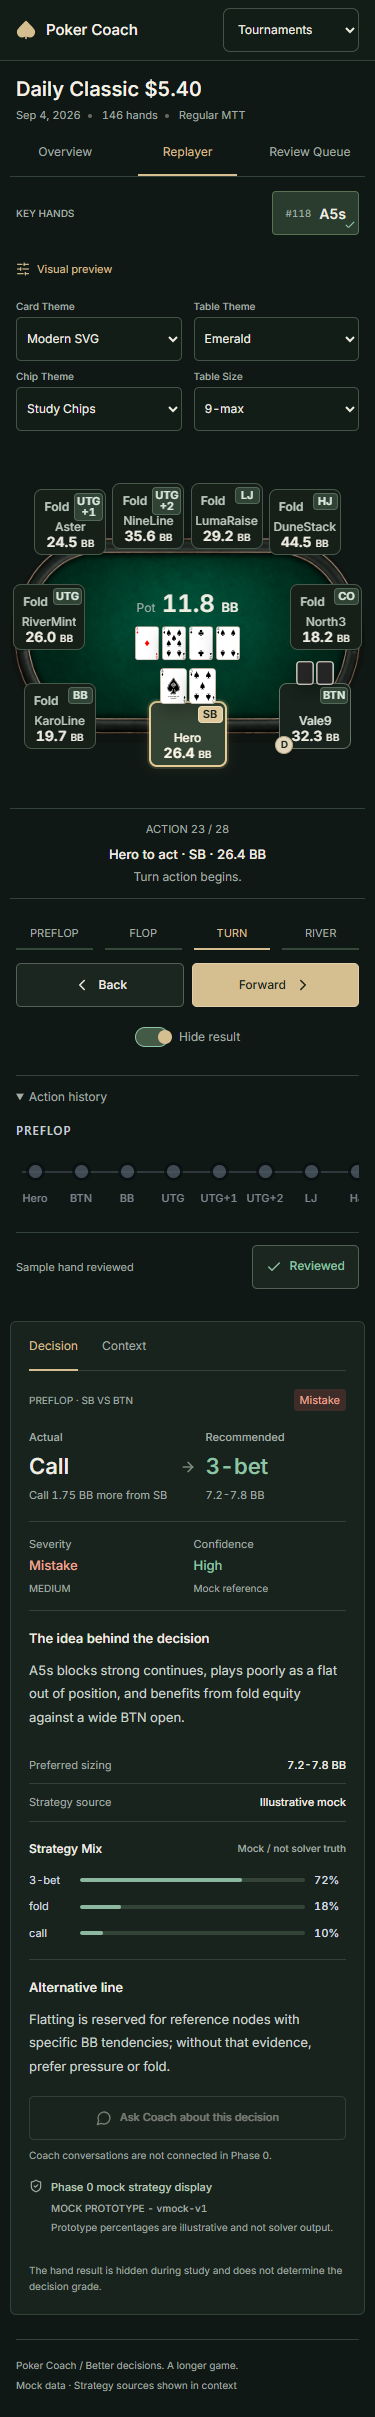 Poker Coach
Tournaments
Daily Classic $5.40
Sep 4, 2026 • 146 hands • Regular MTT
Overview
Replayer
Review Queue
KEY HANDS
#118 A5s
Visual preview
Card Theme
Table Theme
Modern SVG
Emerald
Chip Theme
Table Size
Study Chips
9-max
Fold UTG +1
Aster
24.5 BB
Fold UTG +2
NineLine
35.6 BB
Fold LJ
LumaRaise
29.2 BB
Fold HJ
DuneStack
44.5 BB
Fold UTG
RiverMint
26.0 BB
Pot 11.8 BB
Fold CO
North3
18.2 BB
Fold BB
KaroLine
19.7 BB
SB
Hero
26.4 BB
BTN
Vale9
D
32.3 BB
ACTION 23 / 28
Hero to act · SB · 26.4 BB
Turn action begins.
PREFLOP
FLOP
TURN
RIVER
Back
Forward
Hide result
▼ Action history
PREFLOP
Hero BTN BB UTG UTG+1 UTG+2 LJ
Sample hand reviewed
Reviewed
Decision
Context
PREFLOP · SB VS BTN
Mistake
Actual
Recommended
Call → 3-bet
Call 1.75 BB more from SB
7.2-7.8 BB
Severity
Confidence
Mistake
High
MEDIUM
Mock reference
The idea behind the decision
A5s blocks strong continues, plays poorly as a flat
out of position, and benefits from fold equity
against a wide BTN open.
Preferred sizing
7.2-7.8 BB
Strategy source
Illustrative mock
Strategy Mix
Mock / not solver truth
3-bet 72%
fold 18%
call 10%
Alternative line
Flatting is reserved for reference nodes with
specific BB tendencies; without that evidence,
prefer pressure or fold.
Ask Coach about this decision
Coach conversations are not connected in Phase 0.
Phase 0 mock strategy display
MOCK PROTOTYPE - vmock-v1
Prototype percentages are illustrative and not solver output.
The hand result is hidden during study and does not determine the
decision grade.
Poker Coach / Better decisions. A longer game.
Mock data · Strategy sources shown in context